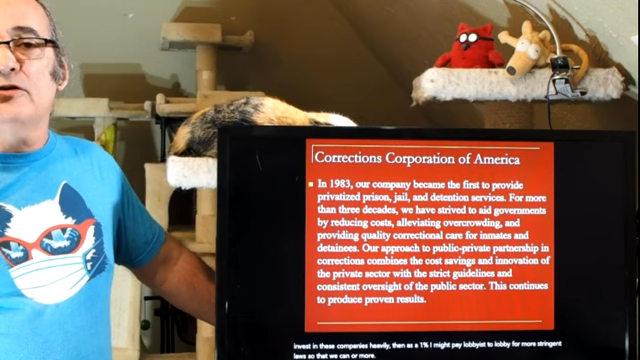 Corrections Corporation of America
In 1983, our company became the first to provide
privatized prison, jail, and detention services. For more
than three decades, we have strived to aid governments
by reducing costs, alleviating overcrowding, and
providing quality correctional care for inmates and
detainees. Our approach to public-private partnership in
corrections combines the cost savings and innovation of
the private sector with the strict guidelines and
consistent oversight of the public sector. This continues
to produce proven results.
invest in these companies heavily, then as a 1% I might pay lobbyist to lobby for more stringent
laws so that we can or more.